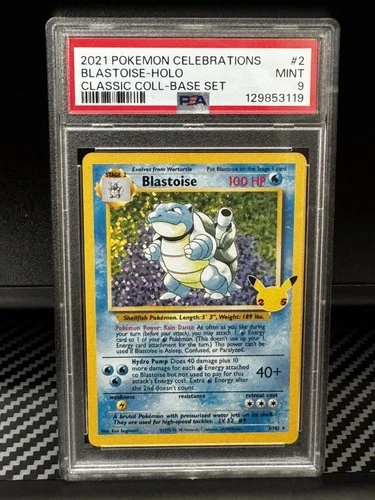 2021 POKEMON CELEBRATIONS #2
BLASTOISE-HOLO MINT
CLASSIC COLL-BASE SET 9
PSA 129853119
STAGE 2 Evolves from Wartortle Put Blastoise on the Stage 1 card
Blastoise 100 HP
25
Shellfish Pokémon. Length: 5' 3", Weight: 189 lbs.
Pokémon Power: Rain Dance As often as you like during
your turn (before your attack), you may attach 1 Energy
card to 1 of your Pokémon. (This doesn't use up your 1
Energy card attachment for the turn.) This power can't
be used if Blastoise is Asleep, Confused, or Paralyzed.
Hydro Pump Does 40 damage plus 10
more damage for each Energy attached
to Blastoise but not used to pay for this
attack's Energy cost. Extra Energy after
the 2nd doesn't count.
40+
weakness resistance retreat cost
A brutal Pokémon with pressurized water jets on its shell.
They are used for high-speed tackles. LV. 52 #9